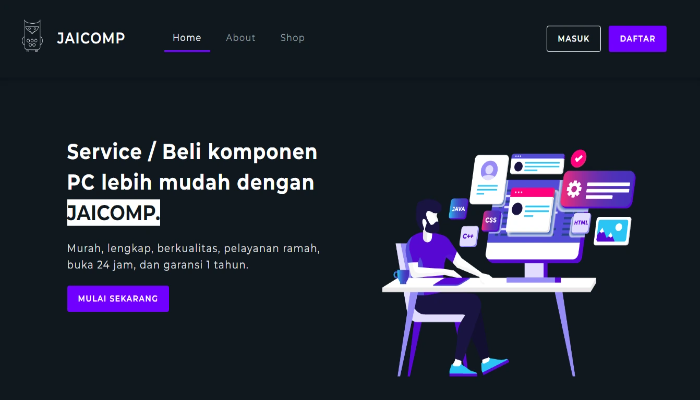 JAICOMP
Home
About
Shop
MASUK
DAFTAR
Service / Beli komponen
PC lebih mudah dengan
JAICOMP.
Murah, lengkap, berkualitas, pelayanan ramah,
buka 24 jam, dan garansi 1 tahun.
MULAI SEKARANG
JAVA
CSS
C++
HTML